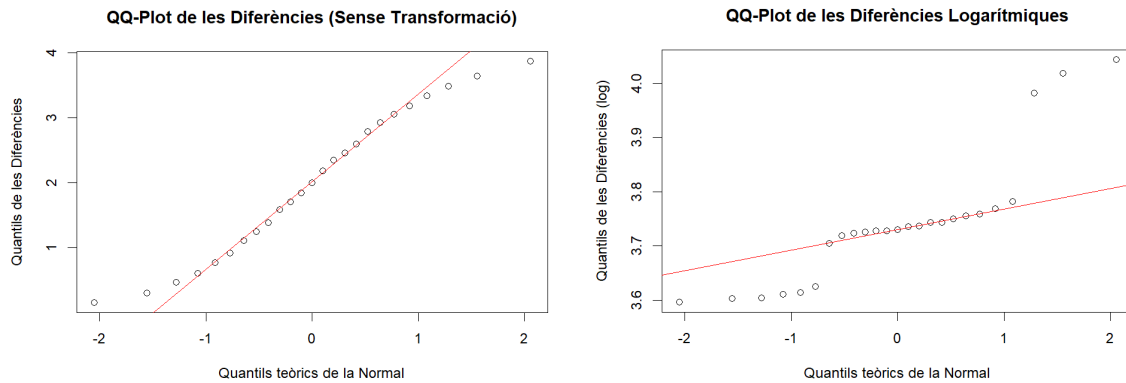 QQ-Plot de les Diferències (Sense Transformació)
Quantils de les Diferències
4
3
2
1
-2 -1 0 1 2
Quantils teòrics de la Normal
QQ-Plot de les Diferències Logarítmiques
Quantils de les Diferències (log)
4.0
3.9
3.8
3.7
3.6
-2 -1 0 1 2
Quantils teòrics de la Normal